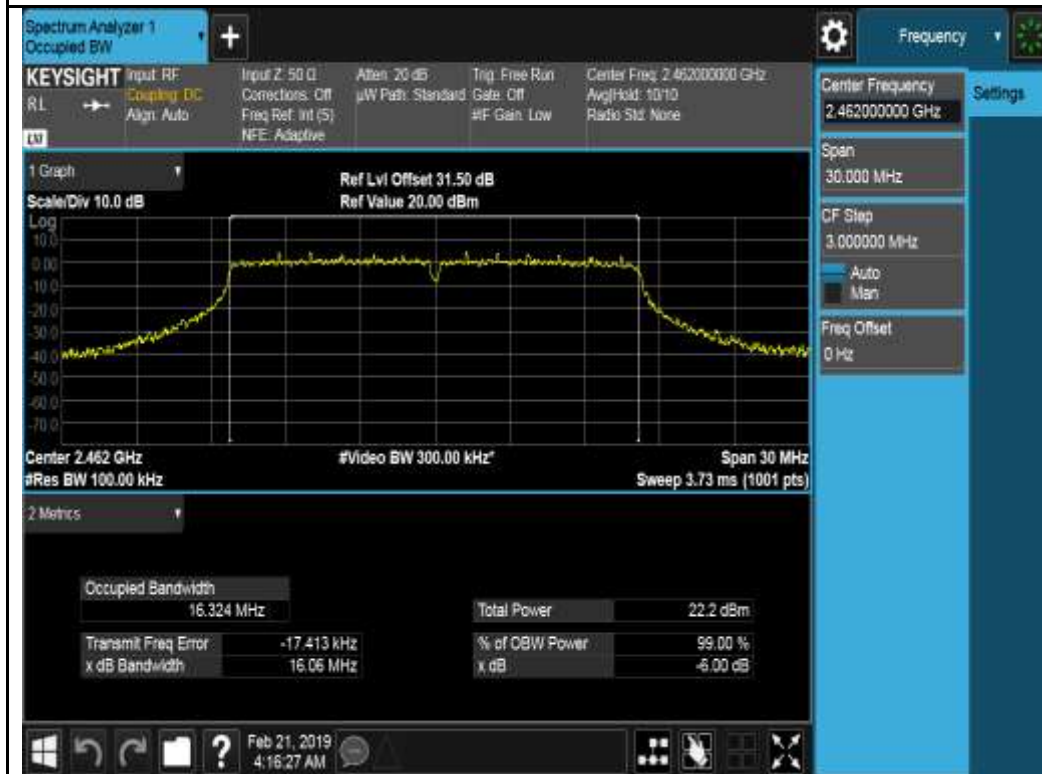 Spectrum Analyzer 1
Occupied BW
+
Frequency
KEYSIGHT Input: RF Input Z: 50 Ω Atten: 20 dB Trig: Free Run Center Freq: 2.462000000 GHz
RL Coupling: DC Corrections: Off µW Path: Standard Gate: Off Avg|Hold: 10/10
Align: Auto Freq Ref: Int (S) #IF Gain: Low Radio Std: None
NFE: Adaptive
LXI
Center Frequency
2.462000000 GHz
Settings
Span
30.000 MHz
CF Step
3.000000 MHz
Auto
Man
Freq Offset
0 Hz
1 Graph
Ref Lvl Offset 31.50 dB
Scale/Div 10.0 dB Ref Value 20.00 dBm
Log
10.0
0.00
-10.0
-20.0
-30.0
-40.0
-50.0
-60.0
-70.0
Center 2.462 GHz #Video BW 300.00 kHz* Span 30 MHz
#Res BW 100.00 kHz Sweep 3.73 ms (1001 pts)
2 Metrics
Occupied Bandwidth
16.324 MHz Total Power 22.2 dBm
Transmit Freq Error -17.413 kHz % of OBW Power 99.00 %
x dB Bandwidth 16.06 MHz x dB -6.00 dB
?
Feb 21, 2019
4:16:27 AM